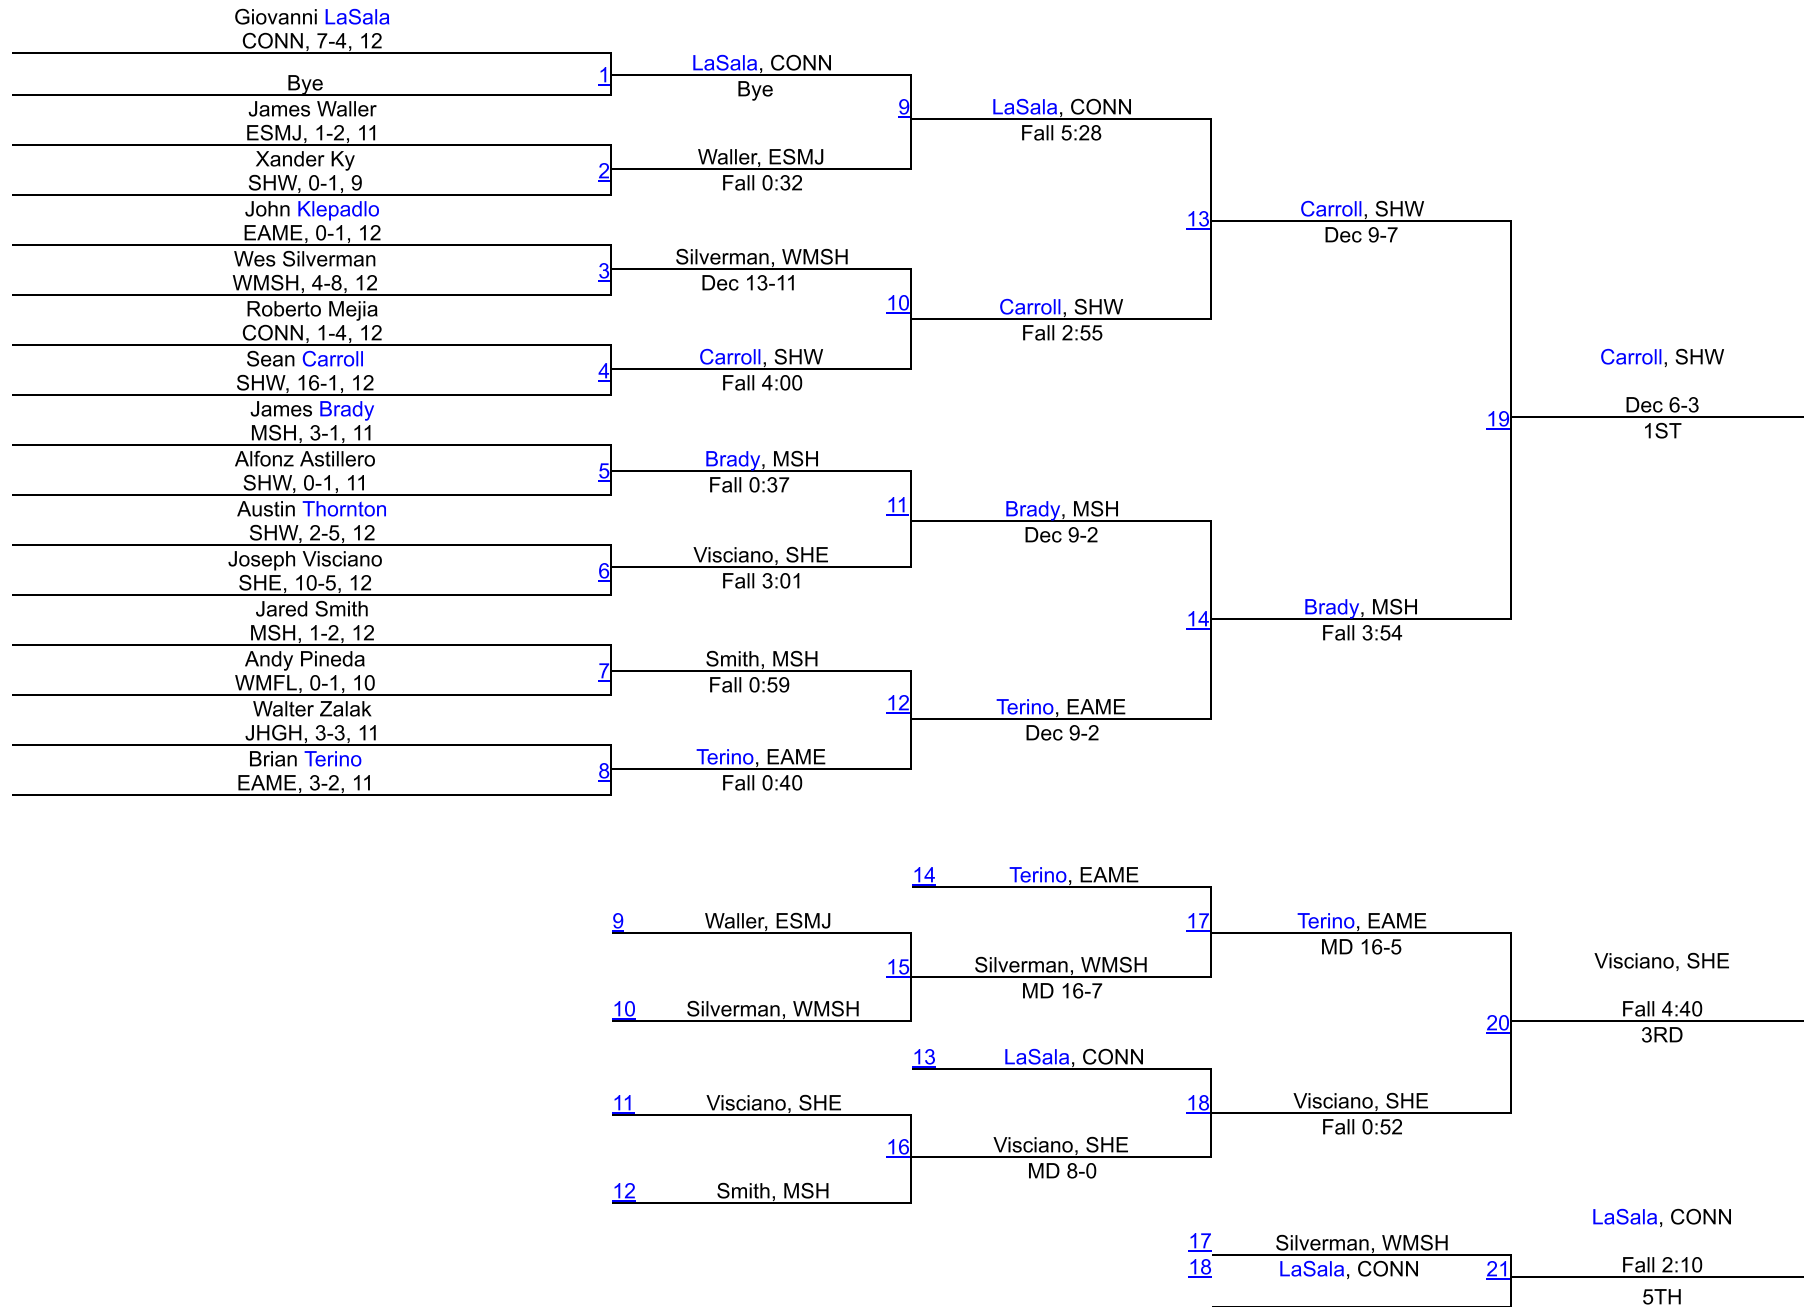 Giovanni LaSala
CONN, 7-4, 12
Bye
1
James Waller
ESMJ, 1-2, 11
Xander Ky
SHW, 0-1, 9
2
John Klepadlo
EAME, 0-1, 12
Wes Silverman
WMSH, 4-8, 12
3
Roberto Mejia
CONN, 1-4, 12
Sean Carroll
SHW, 16-1, 12
4
James Brady
MSH, 3-1, 11
Alfonz Astillero
SHW, 0-1, 11
5
Austin Thornton
SHW, 2-5, 12
Joseph Visciano
SHE, 10-5, 12
6
Jared Smith
MSH, 1-2, 12
Andy Pineda
WMFL, 0-1, 10
7
Walter Zalak
JHGH, 3-3, 11
Brian Terino
EAME, 3-2, 11
8
LaSala, CONN
Bye
9
Waller, ESMJ
Fall 0:32
Silverman, WMSH
Dec 13-11
10
Carroll, SHW
Fall 4:00
Brady, MSH
Fall 0:37
11
Visciano, SHE
Fall 3:01
Smith, MSH
Fall 0:59
12
Terino, EAME
Fall 0:40
LaSala, CONN
Fall 5:28
13
Carroll, SHW
Fall 2:55
Brady, MSH
Dec 9-2
14
Terino, EAME
Dec 9-2
Carroll, SHW
Dec 9-7
19
Brady, MSH
Fall 3:54
Carroll, SHW
Dec 6-3
1ST
14 Terino, EAME
9 Waller, ESMJ
17
15
Silverman, WMSH
MD 16-7
10 Silverman, WMSH
Terino, EAME
MD 16-5
13 LaSala, CONN
11 Visciano, SHE
18
16
Visciano, SHE
MD 8-0
12 Smith, MSH
Visciano, SHE
Fall 0:52
20
Visciano, SHE
Fall 4:40
3RD
17 Silverman, WMSH
18 LaSala, CONN
21
LaSala, CONN
Fall 2:10
5TH